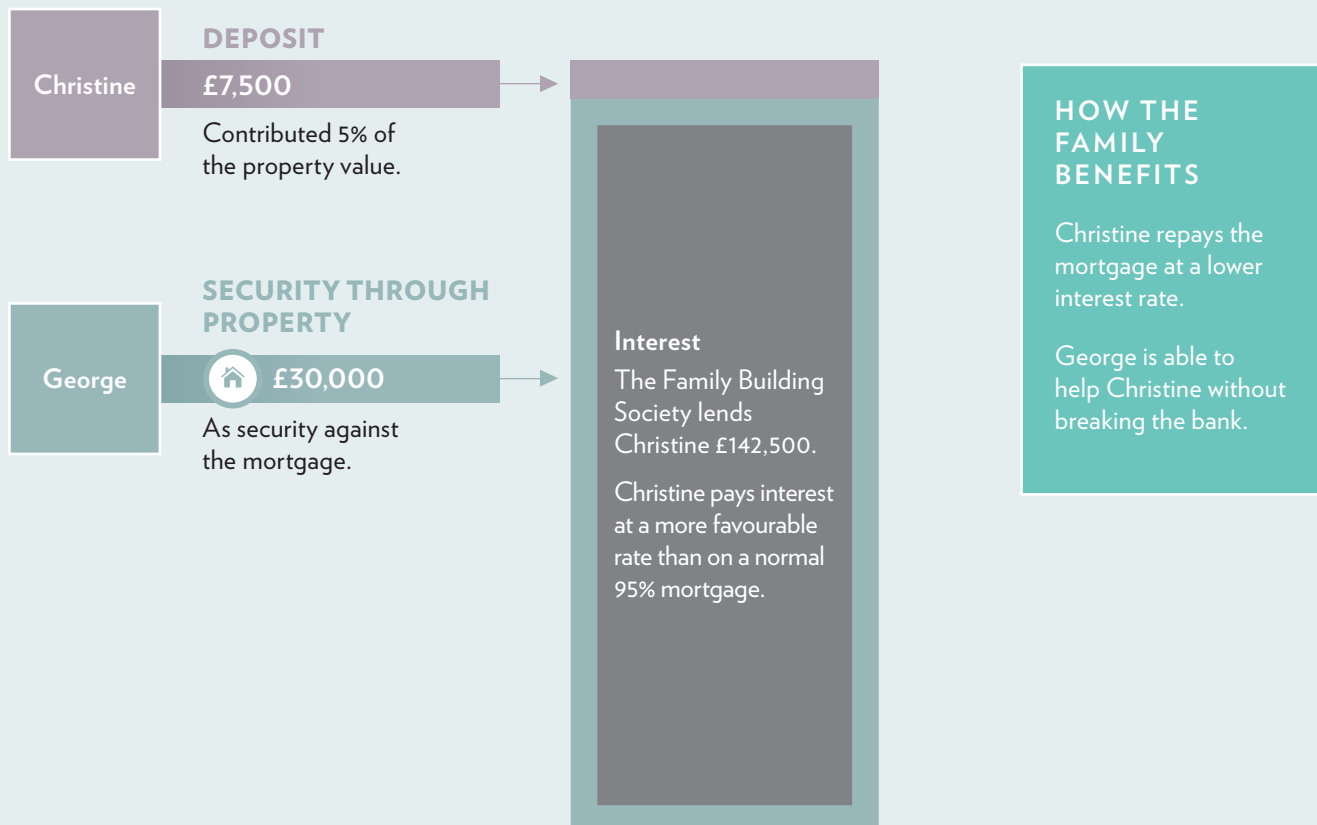 Christine
DEPOSIT
£7,500
Contributed 5% of
the property value.
George
SECURITY THROUGH
PROPERTY
£30,000
As security against
the mortgage.
Interest
The Family Building
Society lends
Christine £142,500.
Christine pays interest
at a more favourable
rate than on a normal
95% mortgage.
HOW THE
FAMILY
BENEFITS
Christine repays the
mortgage at a lower
interest rate.
George is able to
help Christine without
breaking the bank.